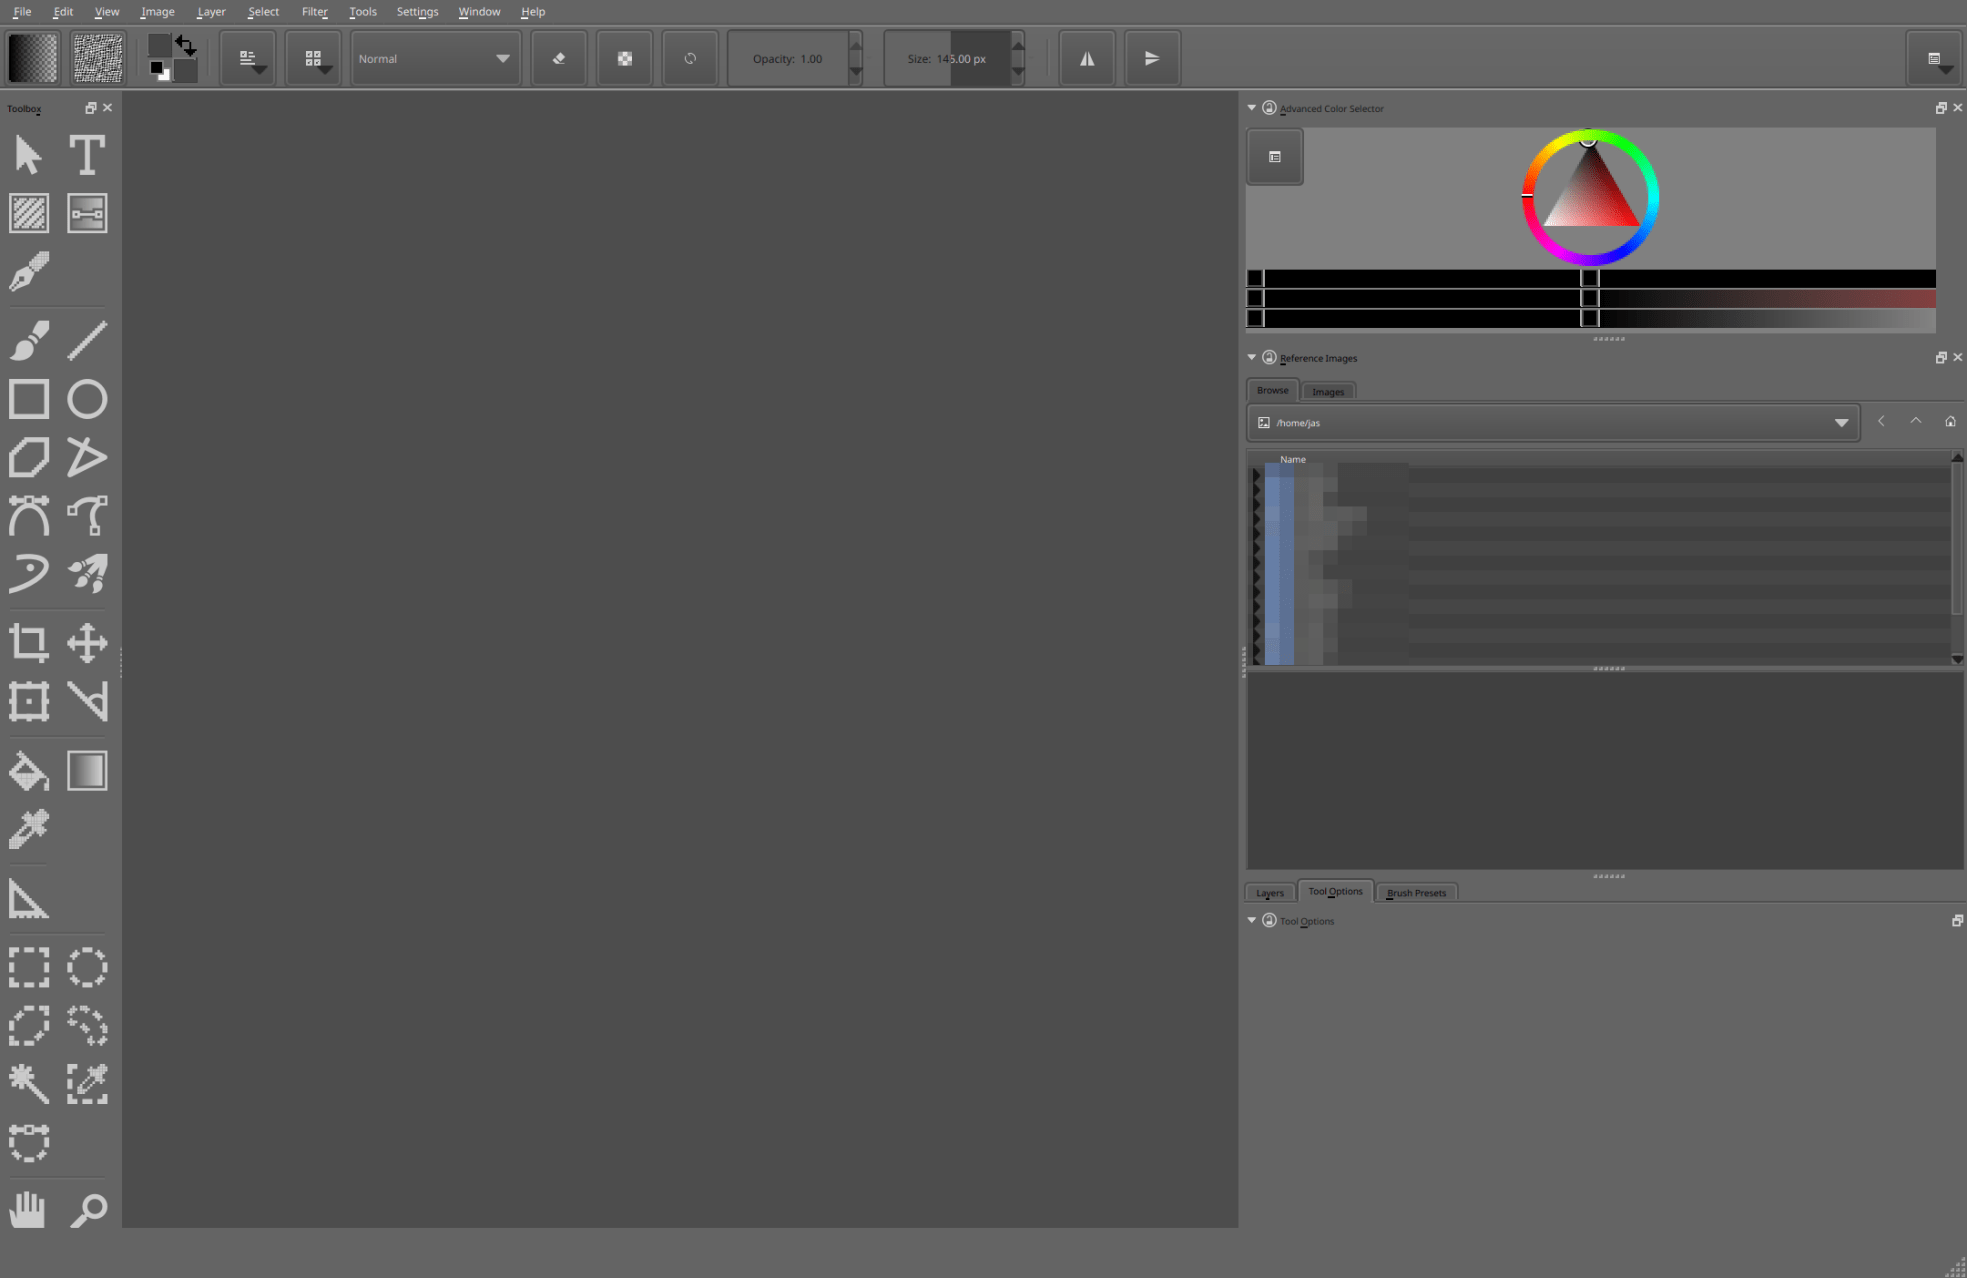 File Edit View Image Layer Select Filter Tools Settings Window Help
Normal Opacity: 1.00 Size: 145.00 px
Toolbox
Advanced Color Selector
Reference Images
Browse Images
/home/jas
Name
Layers Tool Options Brush Presets
Tool Options